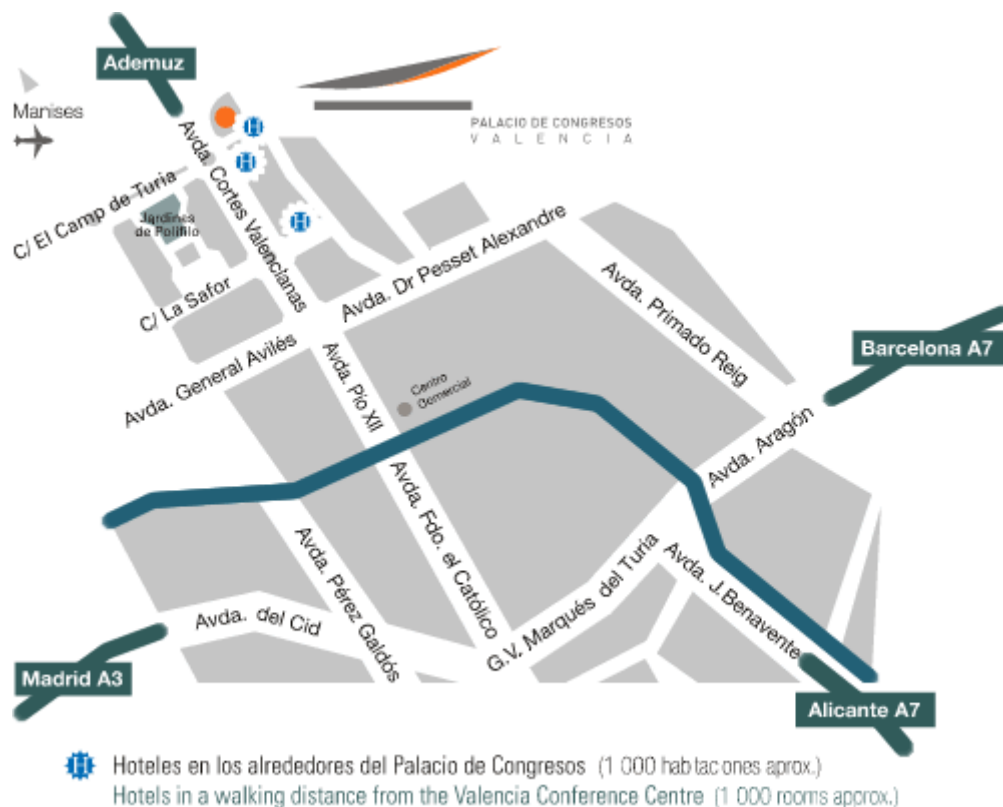 Ademuz
Manises
PALACIO DE CONGRESOS
VALENCIA
Avda. Cortes Valencianas
C/ El Camp de Turia
Jardines
de Polifilo
C/ La Safor
Avda. Dr Pesset Alexandre
Avda. General Avilés
Avda. Primado Reig
Barcelona A7
Avda. Pío XII
Centro
Comercial
Avda. Aragón
Avda. Fdo. el Católico
Avda. Pérez Galdós
G.V. Marqués del Turia
Avda. J.Benavente
Avda. del Cid
Madrid A3
Alicante A7
H Hoteles en los alrededores del Palacio de Congresos (1 000 habitaciones aprox.)
Hotels in a walking distance from the Valencia Conference Centre (1 000 rooms approx.)